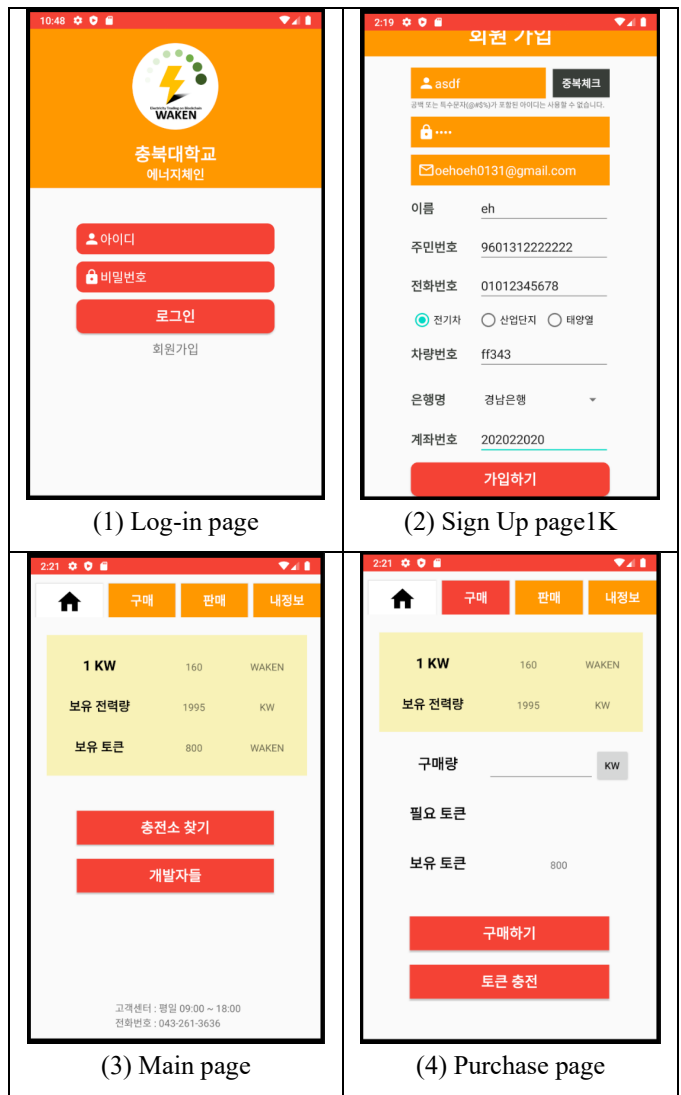 10:48
Electricity Trading on Blockchain
WAKEN
충북대학교
에너지체인
아이디
비밀번호
로그인
회원가입
(1) Log-in page
2:19
회원 가입
asdf 중복체크
공백 또는 특수문자(@#$%)가 포함된 아이디는 사용할 수 없습니다.
••••
oehoeh0131@gmail.com
이름 eh
주민번호 9601312222222
전화번호 01012345678
전기차 산업단지 태양열
차량번호 ff343
은행명 경남은행
계좌번호 202022020
가입하기
(2) Sign Up page1K
2:21
구매 판매 내정보
1 KW 160 WAKEN
보유 전력량 1995 KW
보유 토큰 800 WAKEN
충전소 찾기
개발자들
고객센터 : 평일 09:00 ~ 18:00
전화번호 : 043-261-3636
(3) Main page
2:21
구매 판매 내정보
1 KW 160 WAKEN
보유 전력량 1995 KW
구매량 KW
필요 토큰
보유 토큰 800
구매하기
토큰 충전
(4) Purchase page